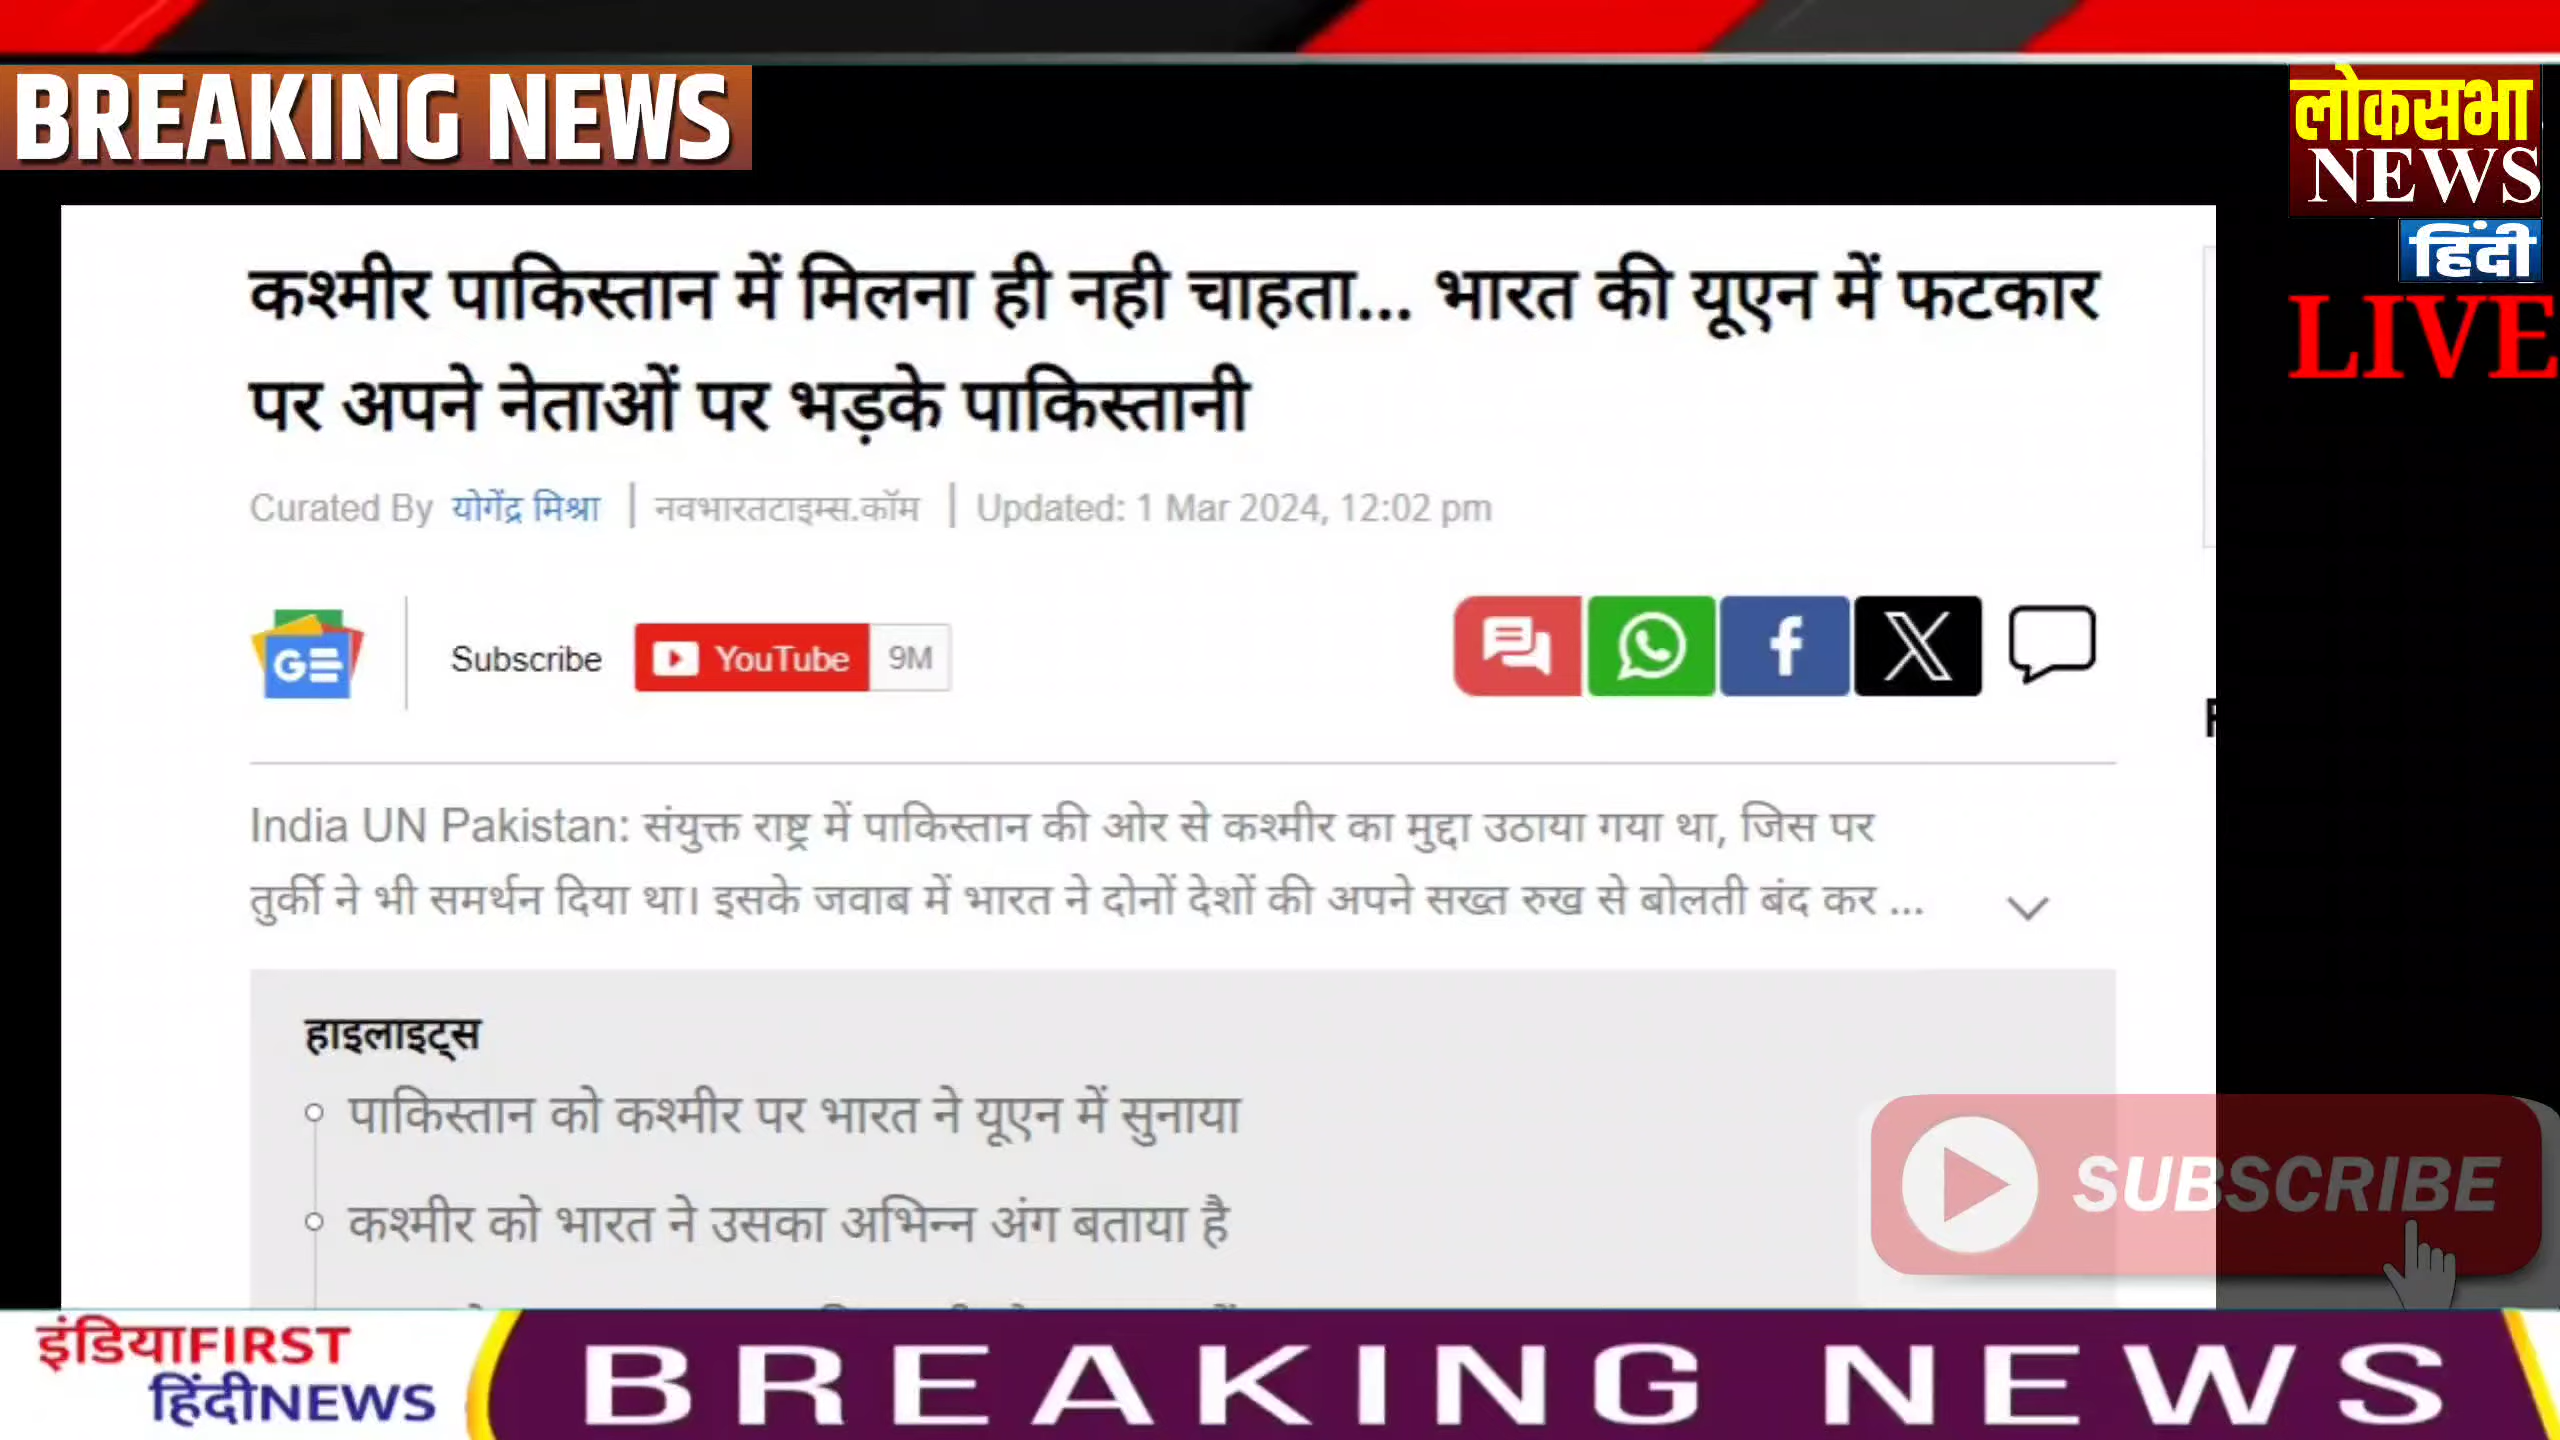 BREAKING NEWS
लोकसभा
NEWS
हिंदी
LIVE
कश्मीर पाकिस्तान में मिलना ही नही चाहता... भारत की यूएन में फटकार
पर अपने नेताओं पर भड़के पाकिस्तानी
Curated By योगेंद्र मिश्रा | नवभारतटाइम्स.कॉम | Updated: 1 Mar 2024, 12:02 pm
Subscribe YouTube 9M
India UN Pakistan: संयुक्त राष्ट्र में पाकिस्तान की ओर से कश्मीर का मुद्दा उठाया गया था, जिस पर
तुर्की ने भी समर्थन दिया था। इसके जवाब में भारत ने दोनों देशों की अपने सख्त रुख से बोलती बंद कर ...
हाइलाइट्स
पाकिस्तान को कश्मीर पर भारत ने यूएन में सुनाया
कश्मीर को भारत ने उसका अभिन्न अंग बताया है
SUBSCRIBE
इंडियाFIRST
हिंदीNEWS
BREAKING NEWS